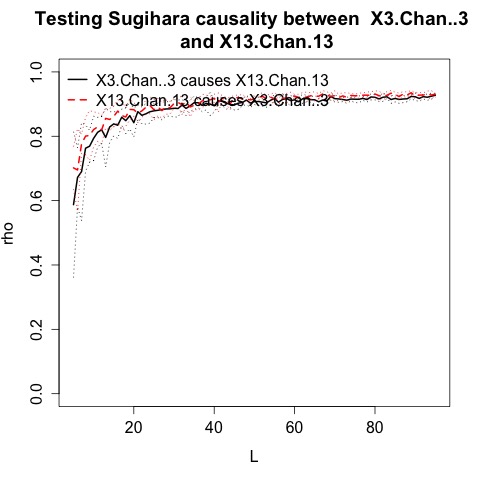 Testing Sugihara causality between  X3.Chan..3
and X13.Chan.13
X3.Chan..3 causes X13.Chan.13
X13.Chan.13 causes X3.Chan..3
1.0
0.8
0.6
0.4
0.2
0.0
rho
20 40 60 80
L